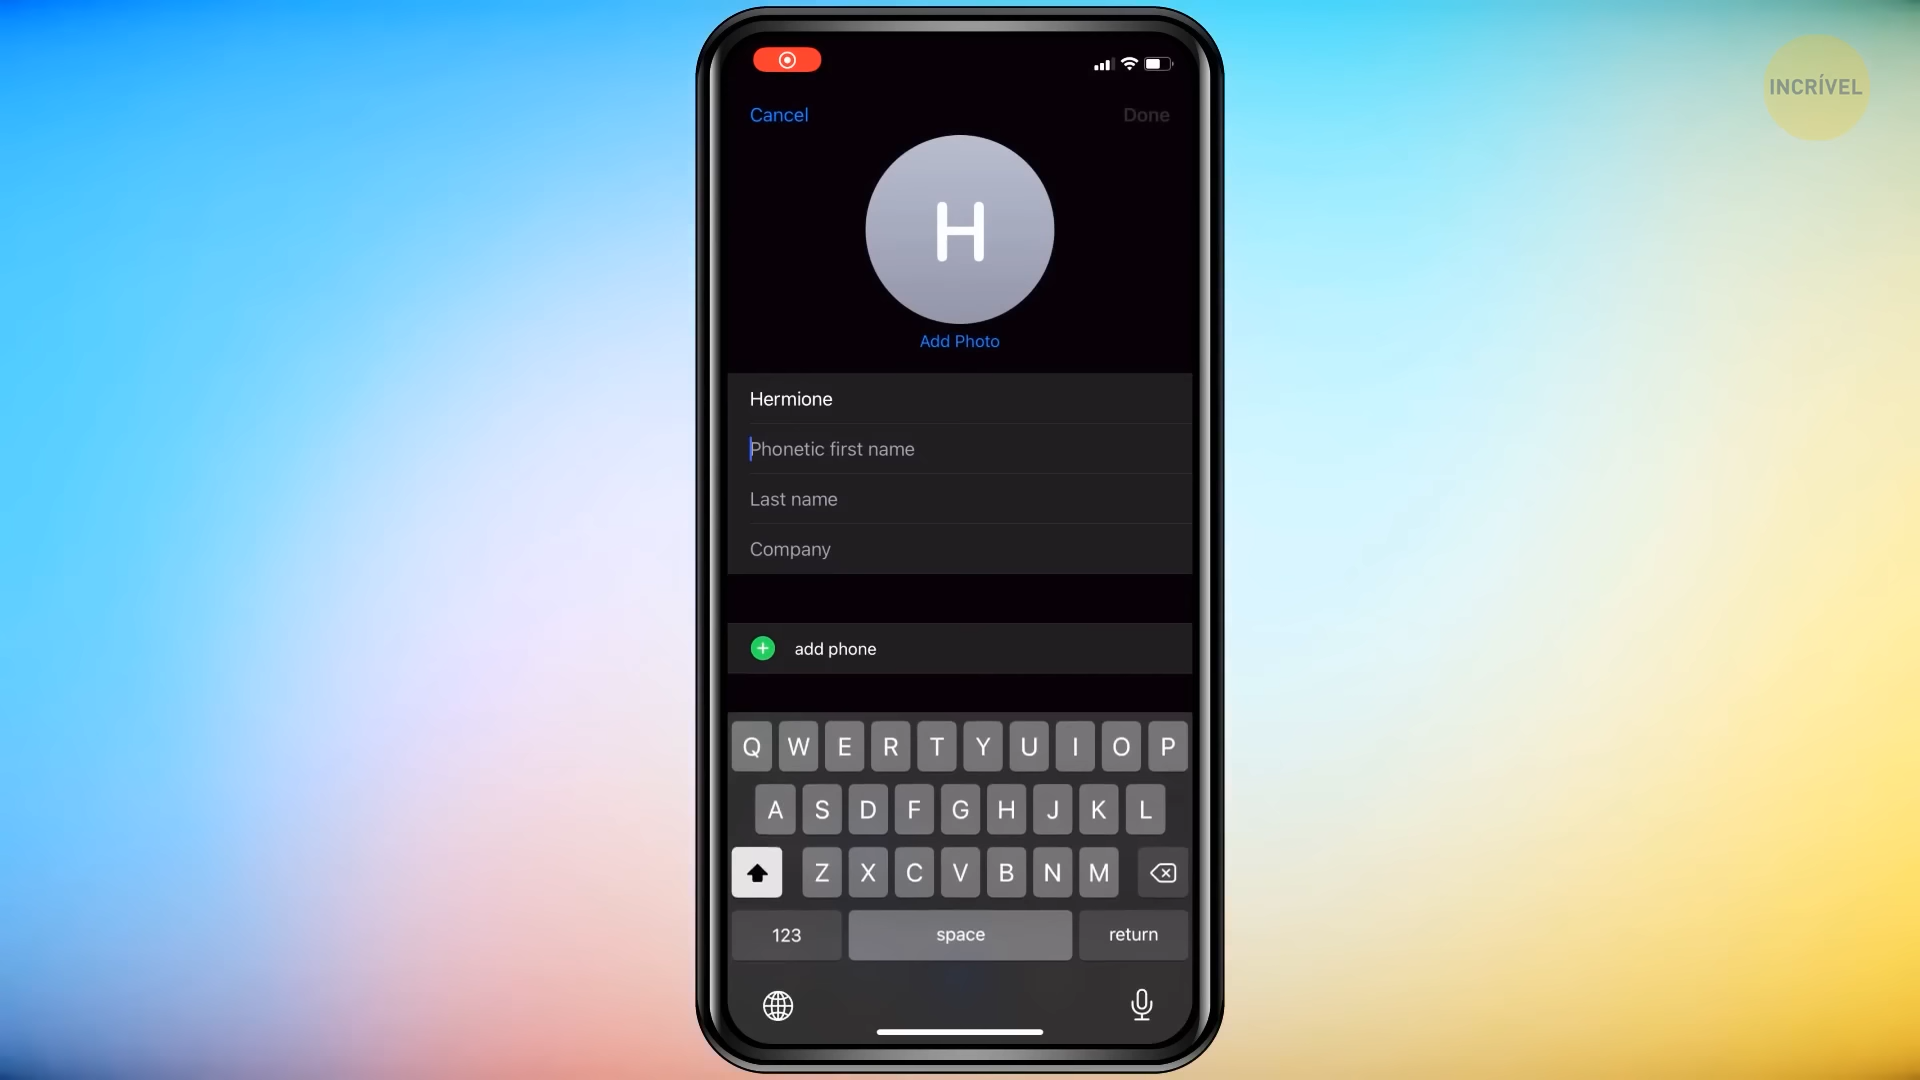 INCRÍVEL
Cancel
Done
H
Add Photo
Hermione
Phonetic first name
Last name
Company
add phone
Q W E R T Y U I O P
A S D F G H J K L
Z X C V B N M
123 space return